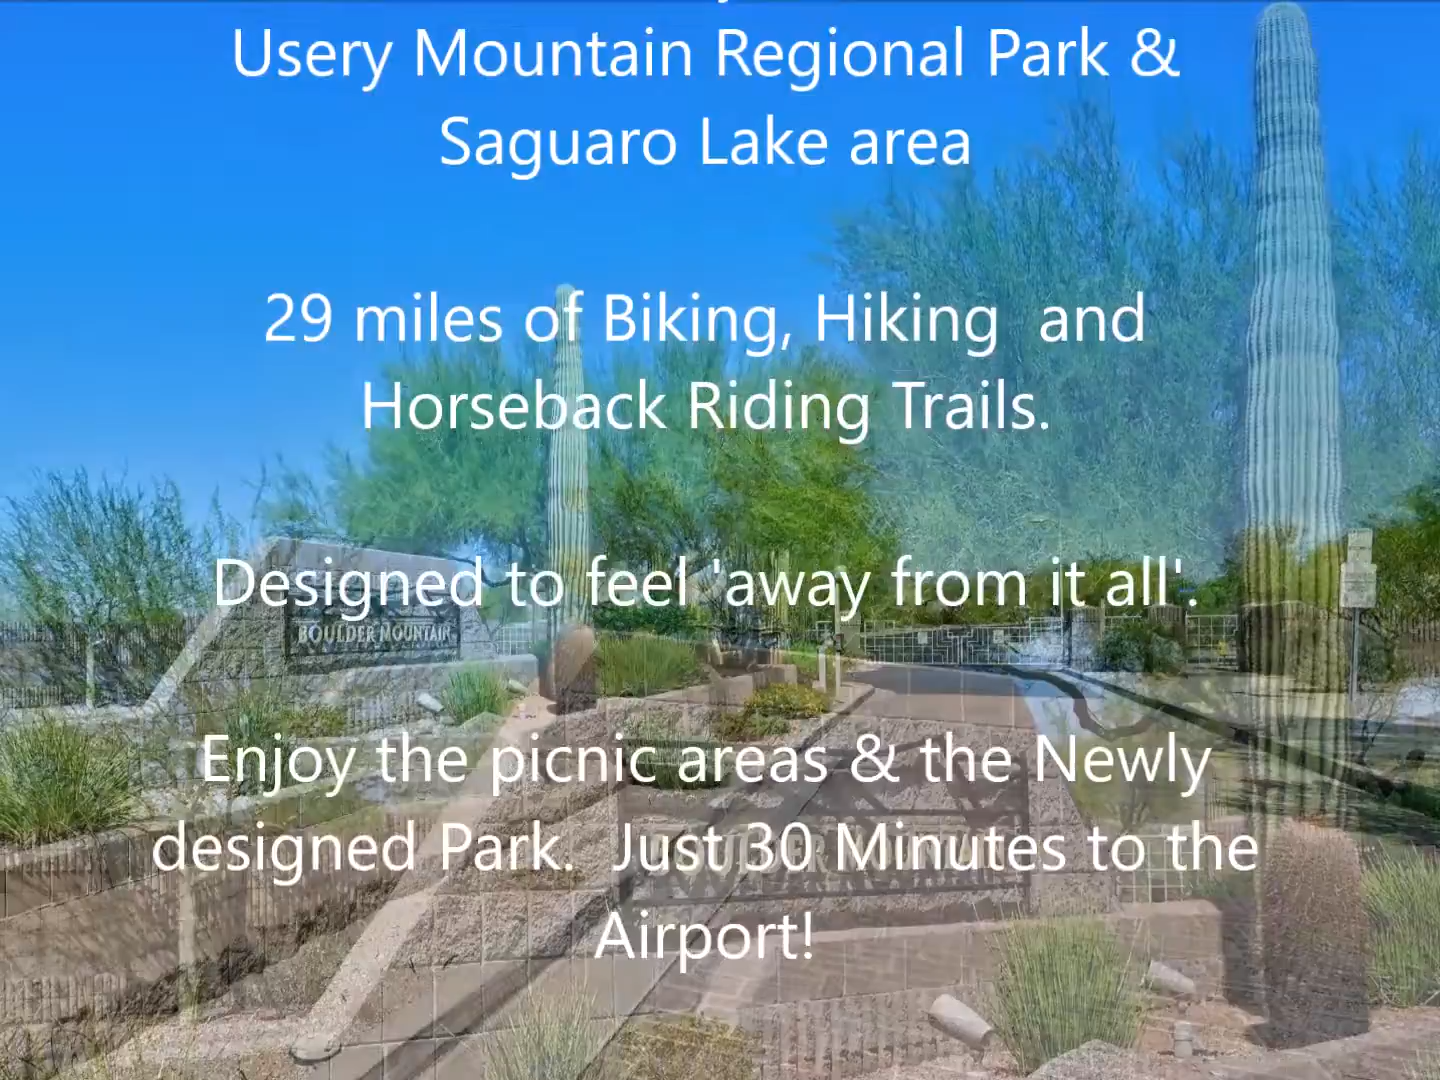 Usery Mountain Regional Park &
Saguaro Lake area
29 miles of Biking, Hiking  and
Horseback Riding Trails.
Designed to feel 'away from it all'.
BOULDER MOUNTAIN
Enjoy the picnic areas & the Newly
designed Park.  Just 30 Minutes to the
BOULDER MOUNTAIN
Airport!